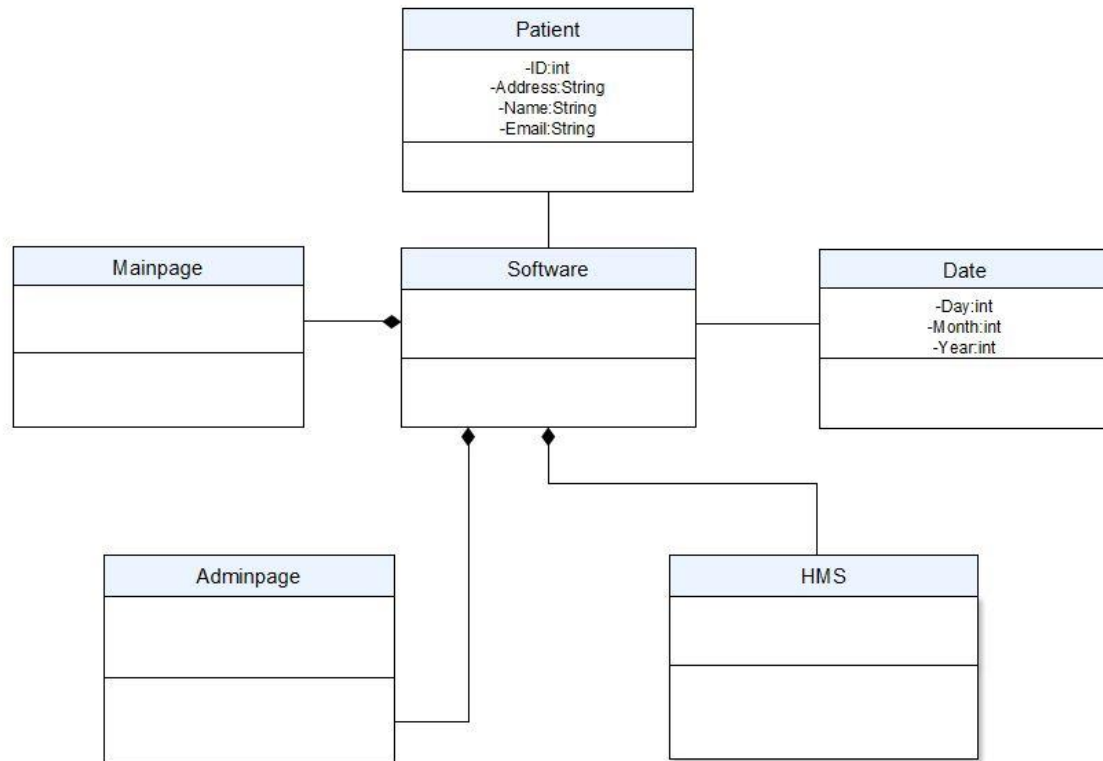 Patient
-ID:int
-Address:String
-Name:String
-Email:String
Mainpage
Software
Date
-Day:int
-Month:int
-Year:int
Adminpage
HMS